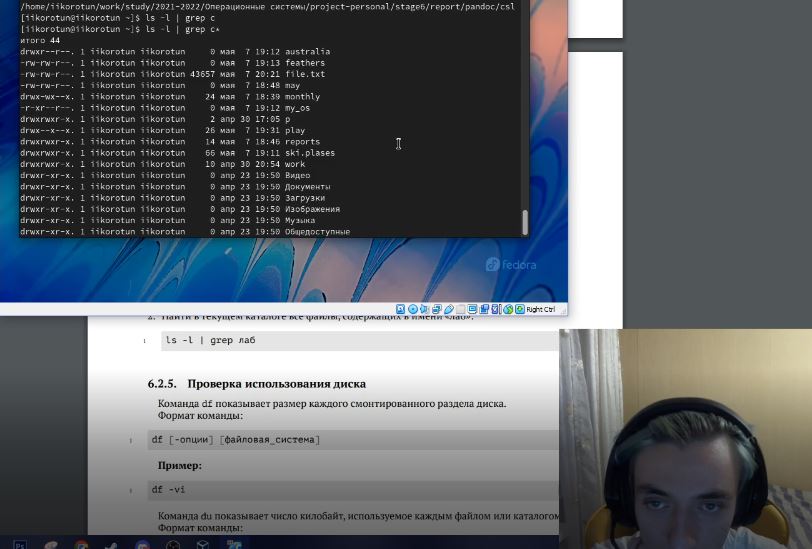 /home/iikorotun/work/study/2021-2022/Операционные системы/project-personal/stage6/report/pandoc/csl
[iikorotun@iikorotun ~]$ ls -l | grep c
[iikorotun@iikorotun ~]$ ls -l | grep c*
итого 44
drwxr--r--. 1 iikorotun iikorotun 0 мая 7 19:12 australia
-rw-rw-r--. 1 iikorotun iikorotun 0 мая 7 19:13 feathers
-rw-rw-r--. 1 iikorotun iikorotun 43657 мая 7 20:21 file.txt
-rw-rw-r--. 1 iikorotun iikorotun 0 мая 7 18:48 may
drwx-wx--x. 1 iikorotun iikorotun 24 мая 7 18:39 monthly
-r-xr--r--. 1 iikorotun iikorotun 0 мая 7 19:12 my_os
drwxrwxr-x. 1 iikorotun iikorotun 2 апр 30 17:05 p
drwx--x--x. 1 iikorotun iikorotun 26 мая 7 19:31 play
drwxrwxr-x. 1 iikorotun iikorotun 14 мая 7 18:46 reports
drwxrwxr-x. 1 iikorotun iikorotun 66 мая 7 19:11 ski.plases
drwxrwxr-x. 1 iikorotun iikorotun 10 апр 30 20:54 work
drwxr-xr-x. 1 iikorotun iikorotun 0 апр 23 19:50 Видео
drwxr-xr-x. 1 iikorotun iikorotun 0 апр 23 19:50 Документы
drwxr-xr-x. 1 iikorotun iikorotun 0 апр 23 19:50 Загрузки
drwxr-xr-x. 1 iikorotun iikorotun 0 апр 23 19:50 Изображения
drwxr-xr-x. 1 iikorotun iikorotun 0 апр 23 19:50 Музыка
drwxr-xr-x. 1 iikorotun iikorotun 0 апр 23 19:50 Общедоступные
fedora
Right Ctrl
2. Найти в текущем каталоге все файлы, содержащих в имени «лаб»:
1 ls -l | grep лаб
6.2.5. Проверка использования диска
Команда df показывает размер каждого смонтированного раздела диска.
Формат команды:
1 df [-опции] [файловая_система]
Пример:
1 df -vi
Команда du показывает число килобайт, используемое каждым файлом или каталогом
Формат команды: